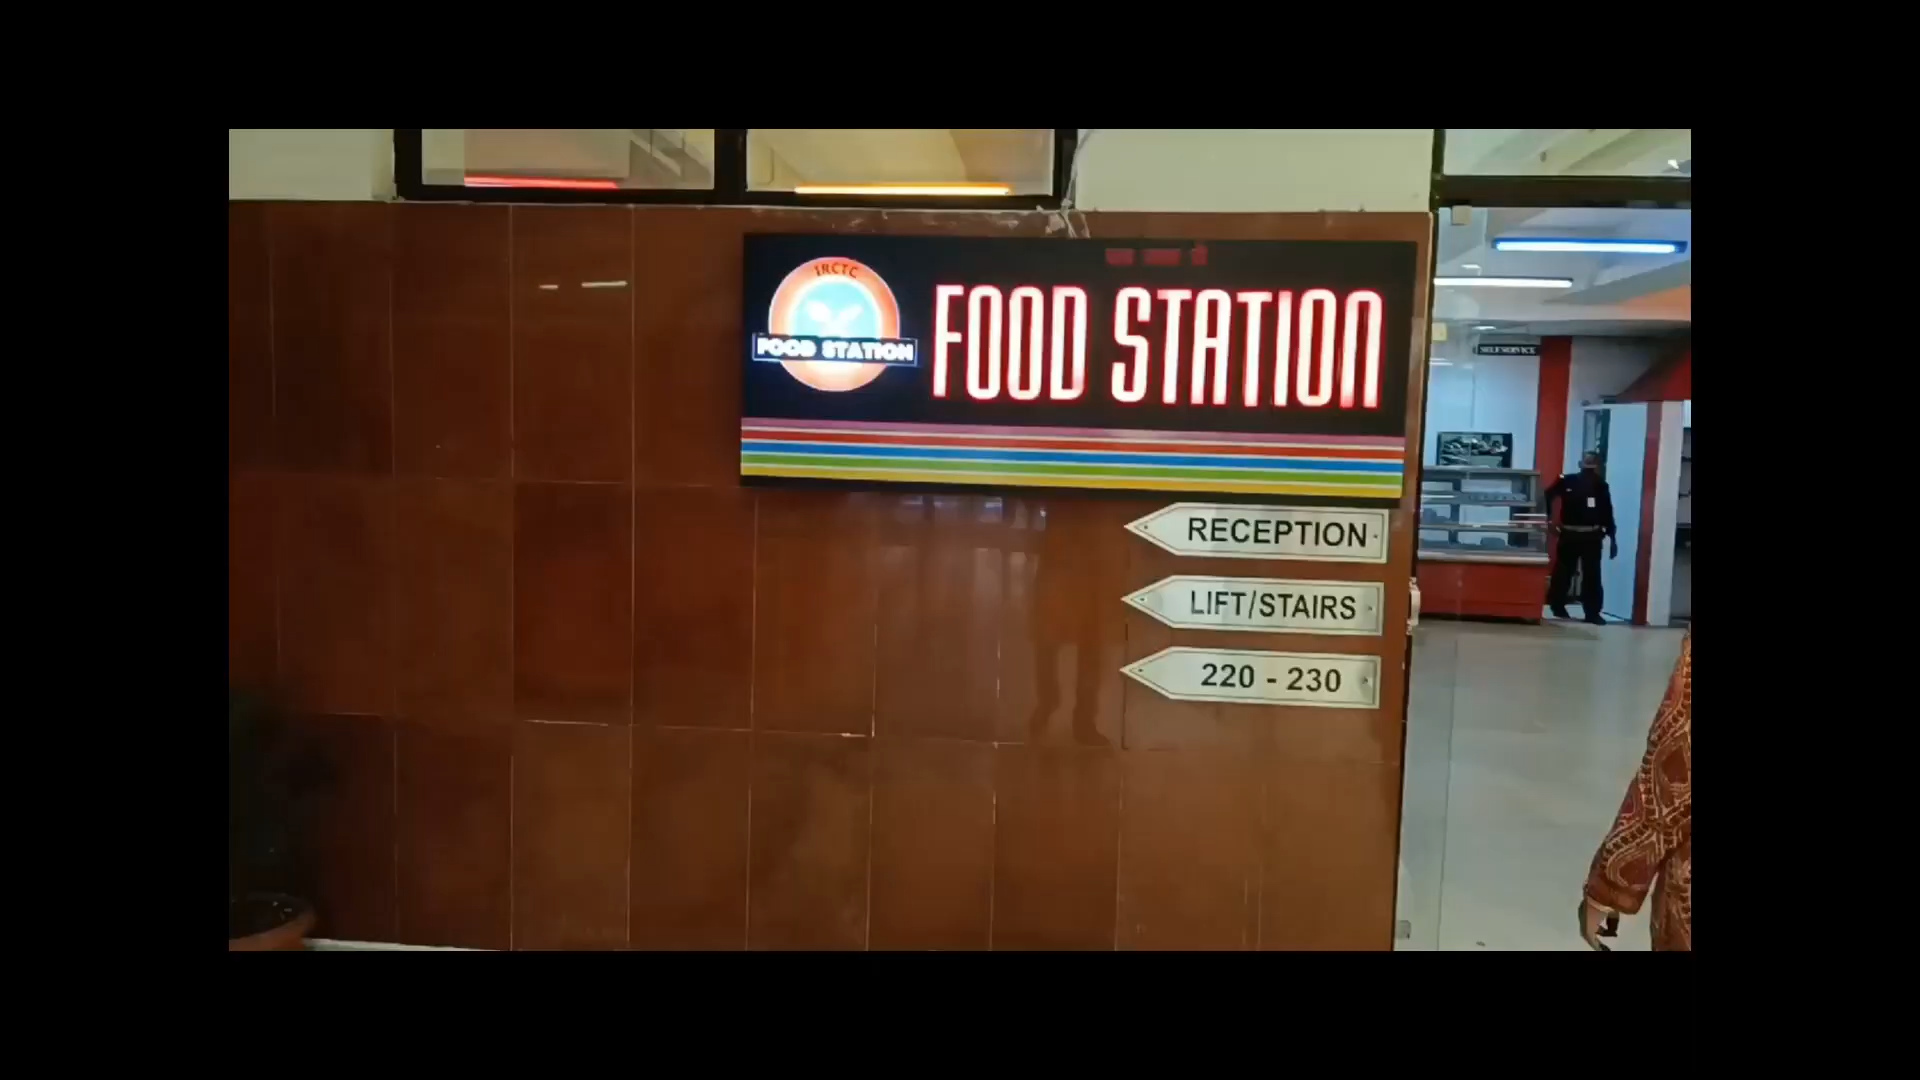 IRCTC
FOOD STATION
FOOD STATION
RECEPTION
LIFT/STAIRS
220 - 230
SELF SERVICE